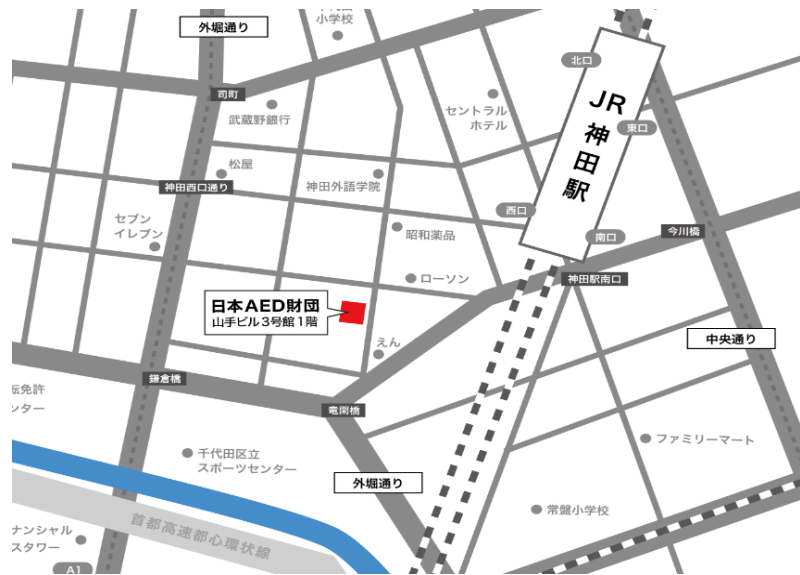 外堀通り
小学校
北口
JR
神田駅
司町
武蔵野銀行
セントラル
ホテル
東口
松屋
神田西口通り
神田外語学院
西口
セブン
イレブン
昭和薬品
南口
今川橋
ローソン
神田駅南口
日本AED財団
山手ビル3号館1階
えん
中央通り
鎌倉橋
転免許
ンター
竜閑橋
千代田区立
スポーツセンター
ファミリーマート
外堀通り
常盤小学校
首都高速都心環状線
ナンシャル
スタワー
A1